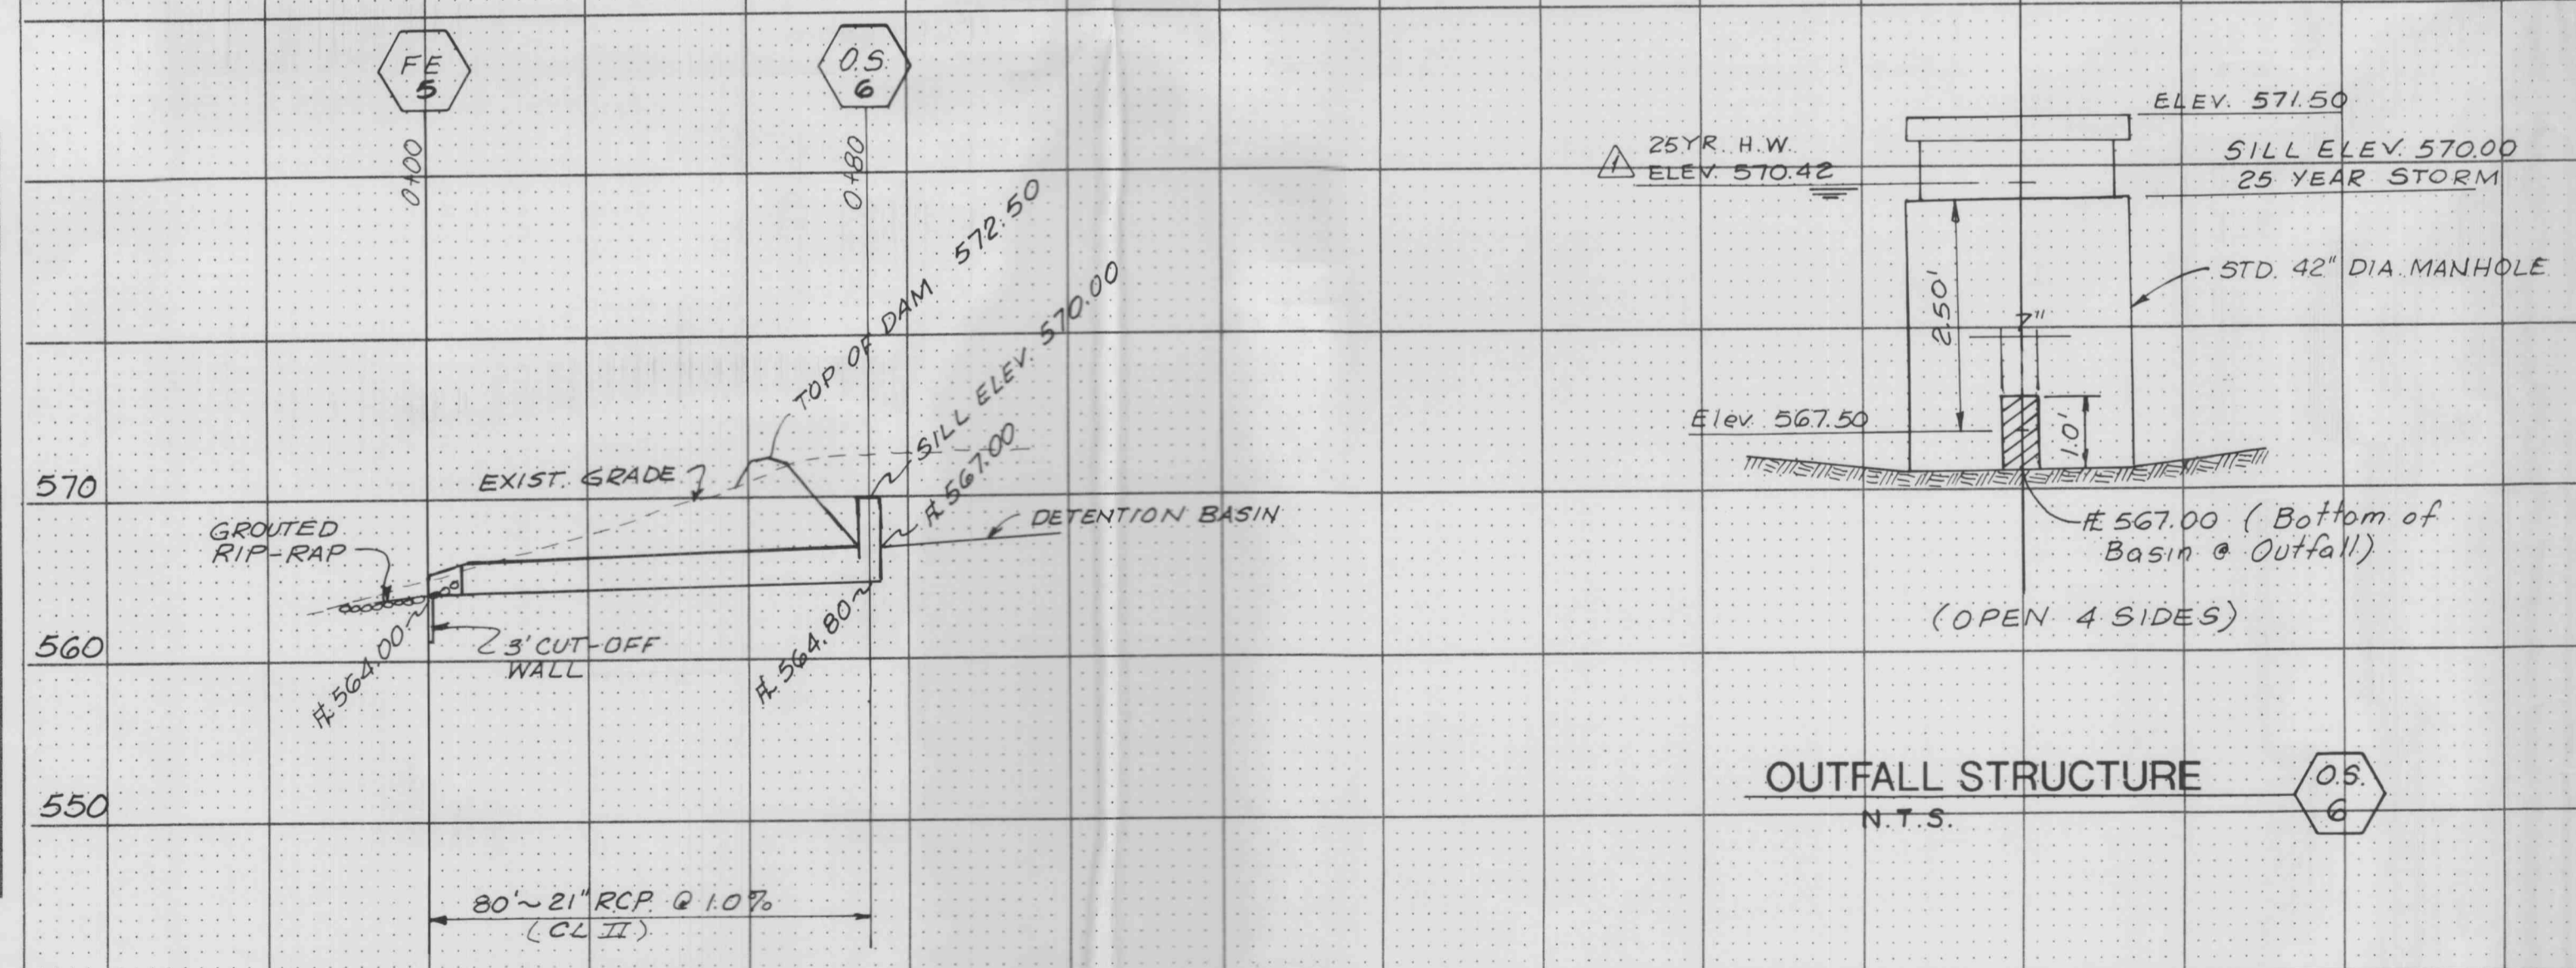 FE
5
0+00
O.S.
6
0+80
TOP OF DAM 572.50
SILL ELEV. 570.00
FL 567.00
EXIST. GRADE
DETENTION BASIN
GROUTED
RIP-RAP
570
560
550
FL 564.00
3' CUT-OFF
WALL
FL 564.80
80' ~ 21" R.C.P. @ 1.0%
(CL II)
ELEV. 571.50
1
25 YR. H.W.
ELEV. 570.42
SILL ELEV. 570.00
25 YEAR STORM
STD. 42" DIA. MANHOLE
2.50'
7"
1.0'
Elev. 567.50
FL 567.00 (Bottom of
Basin @ Outfall)
(OPEN 4 SIDES)
OUTFALL STRUCTURE
N.T.S.
O.S.
6